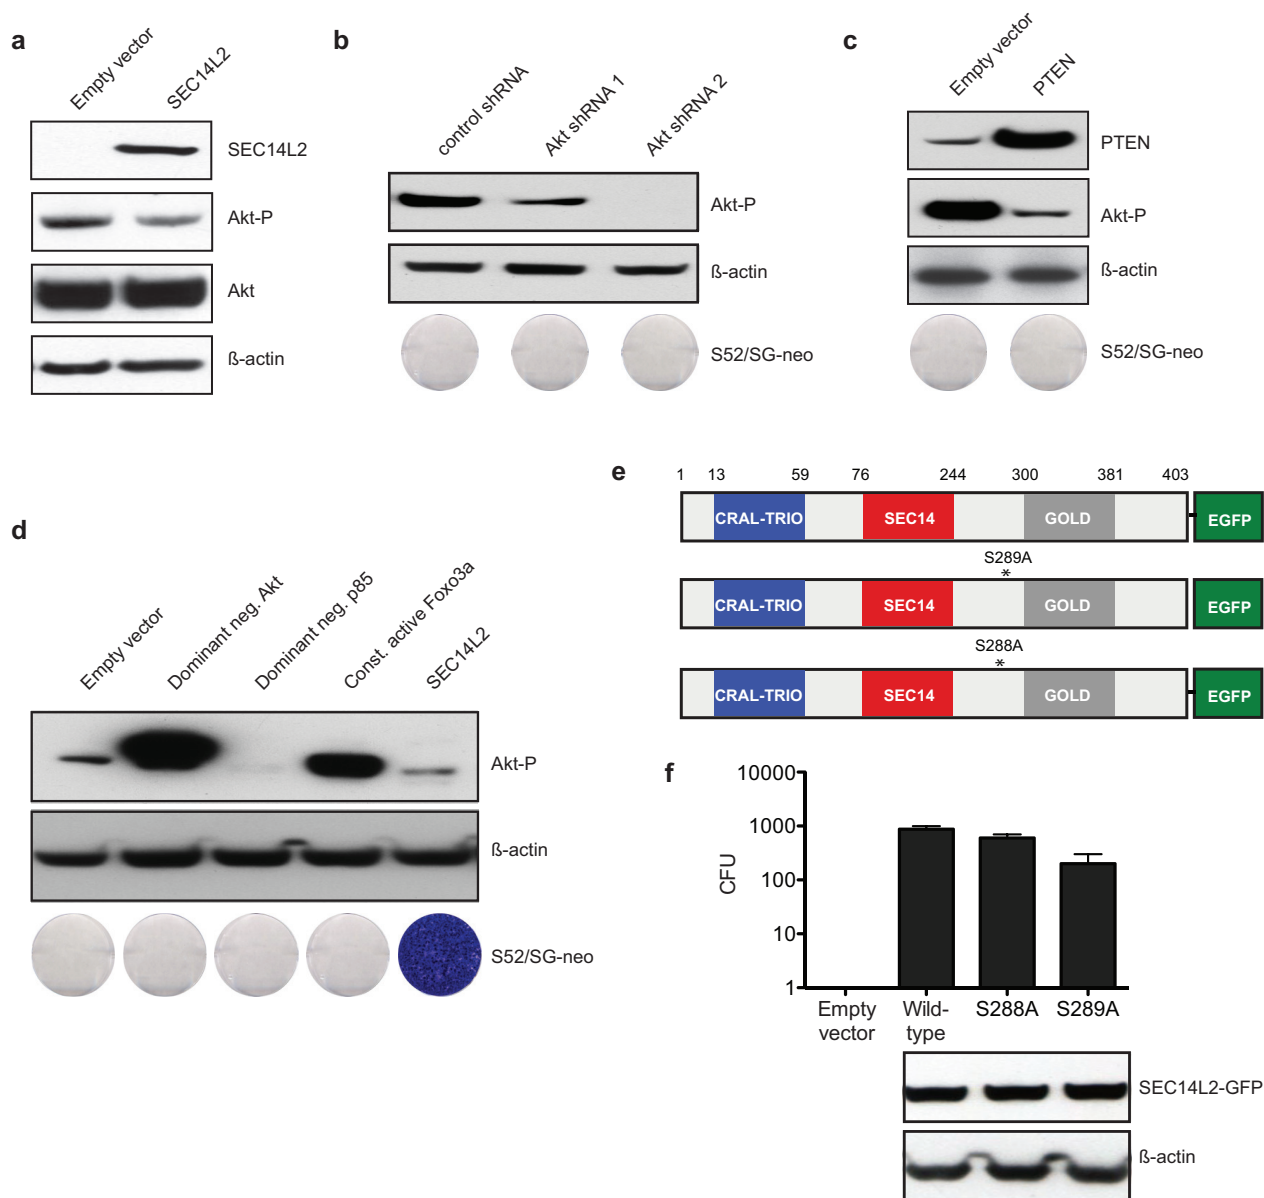 a
Empty vector
SEC14L2
SEC14L2
Akt-P
Akt
ß-actin
b
control shRNA
Akt shRNA 1
Akt shRNA 2
Akt-P
ß-actin
S52/SG-neo
c
Empty vector
PTEN
PTEN
Akt-P
ß-actin
S52/SG-neo
d
Empty vector
Dominant neg. Akt
Dominant neg. p85
Const. active Foxo3a
SEC14L2
Akt-P
ß-actin
S52/SG-neo
e
1 13 59 76 244 300 381 403
CRAL-TRIO SEC14 GOLD EGFP
S289A
*
CRAL-TRIO SEC14 GOLD EGFP
S288A
*
CRAL-TRIO SEC14 GOLD EGFP
f
CFU
10000
1000
100
10
1
Empty vector
Wild-type
S288A
S289A
SEC14L2-GFP
ß-actin